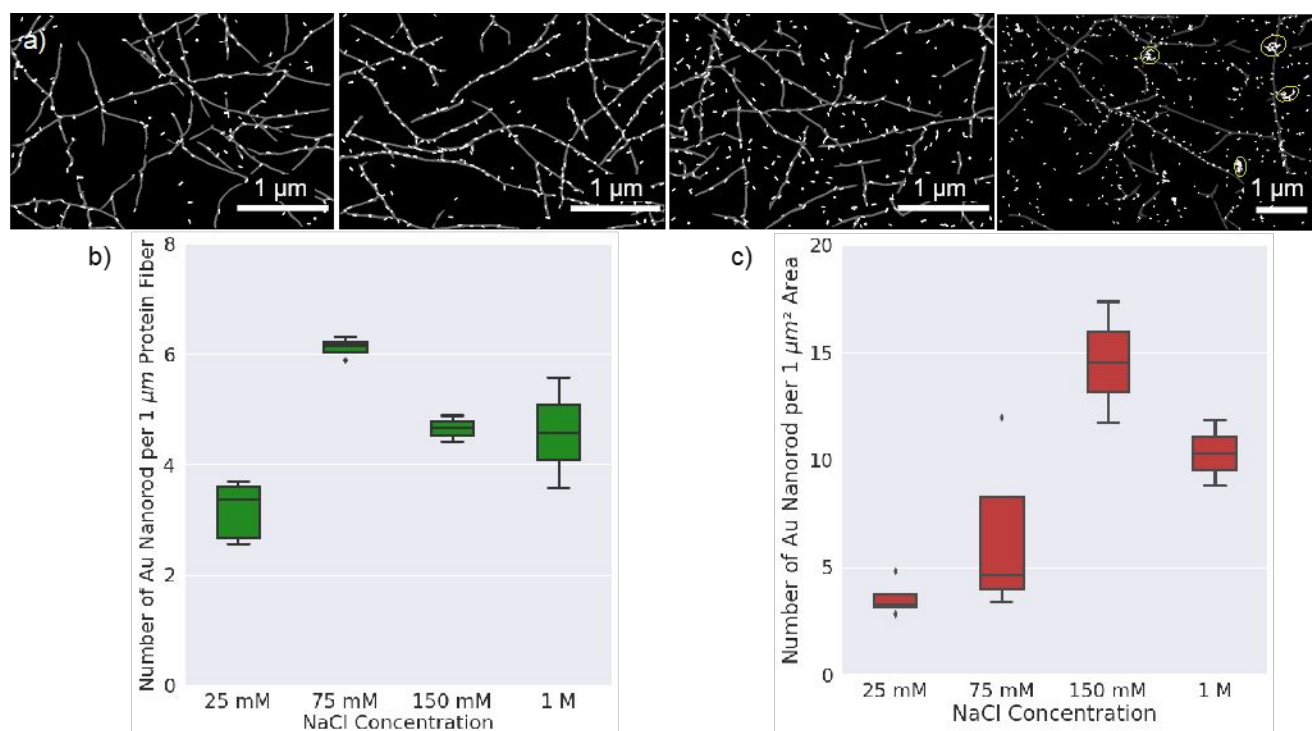 a)
1 μm
1 μm
1 μm
1 μm
b)
Number of Au Nanorod per 1 μm Protein Fiber
8
6
4
2
0
25 mM
75 mM
150 mM
1 M
NaCl Concentration
c)
Number of Au Nanorod per 1 μm² Area
20
15
10
5
0
25 mM
75 mM
150 mM
1 M
NaCl Concentration